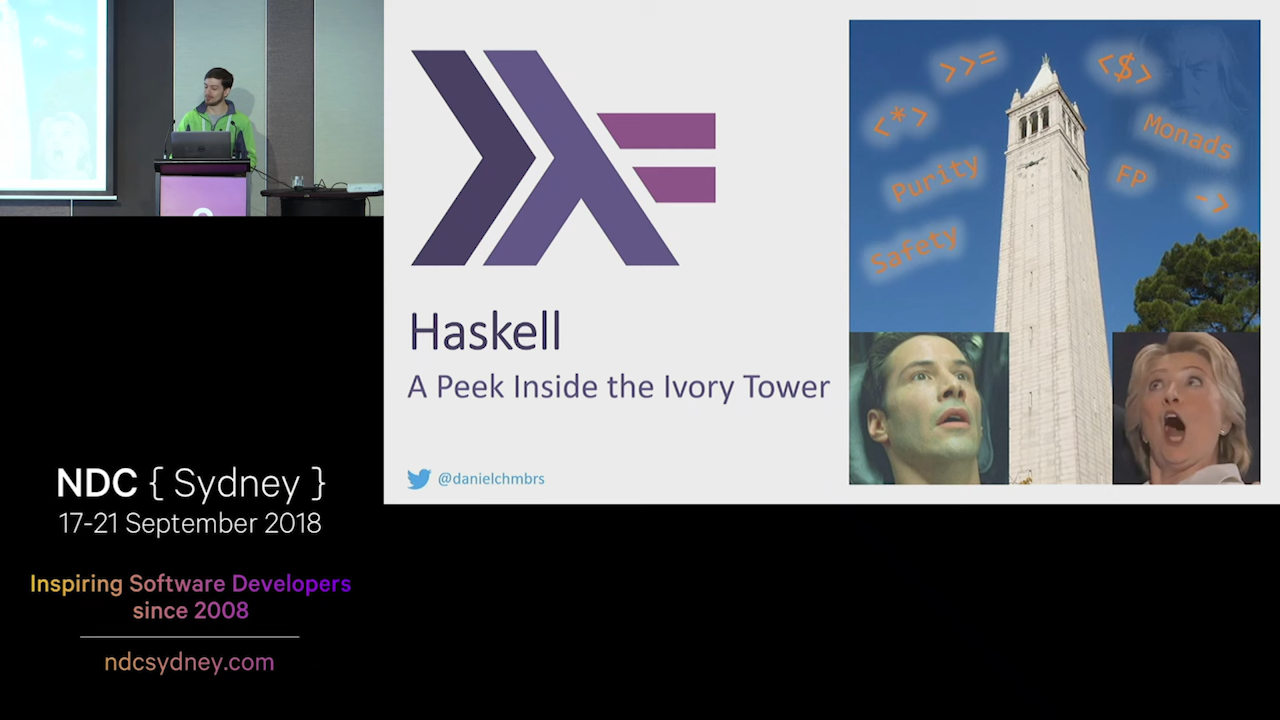 Haskell
A Peek Inside the Ivory Tower
@danielchmbrs
>>=
<$>
<*>
Monads
Purity
FP
->
Safety
NDC { Sydney }
17-21 September 2018
Inspiring Software Developers
since 2008
ndcsydney.com